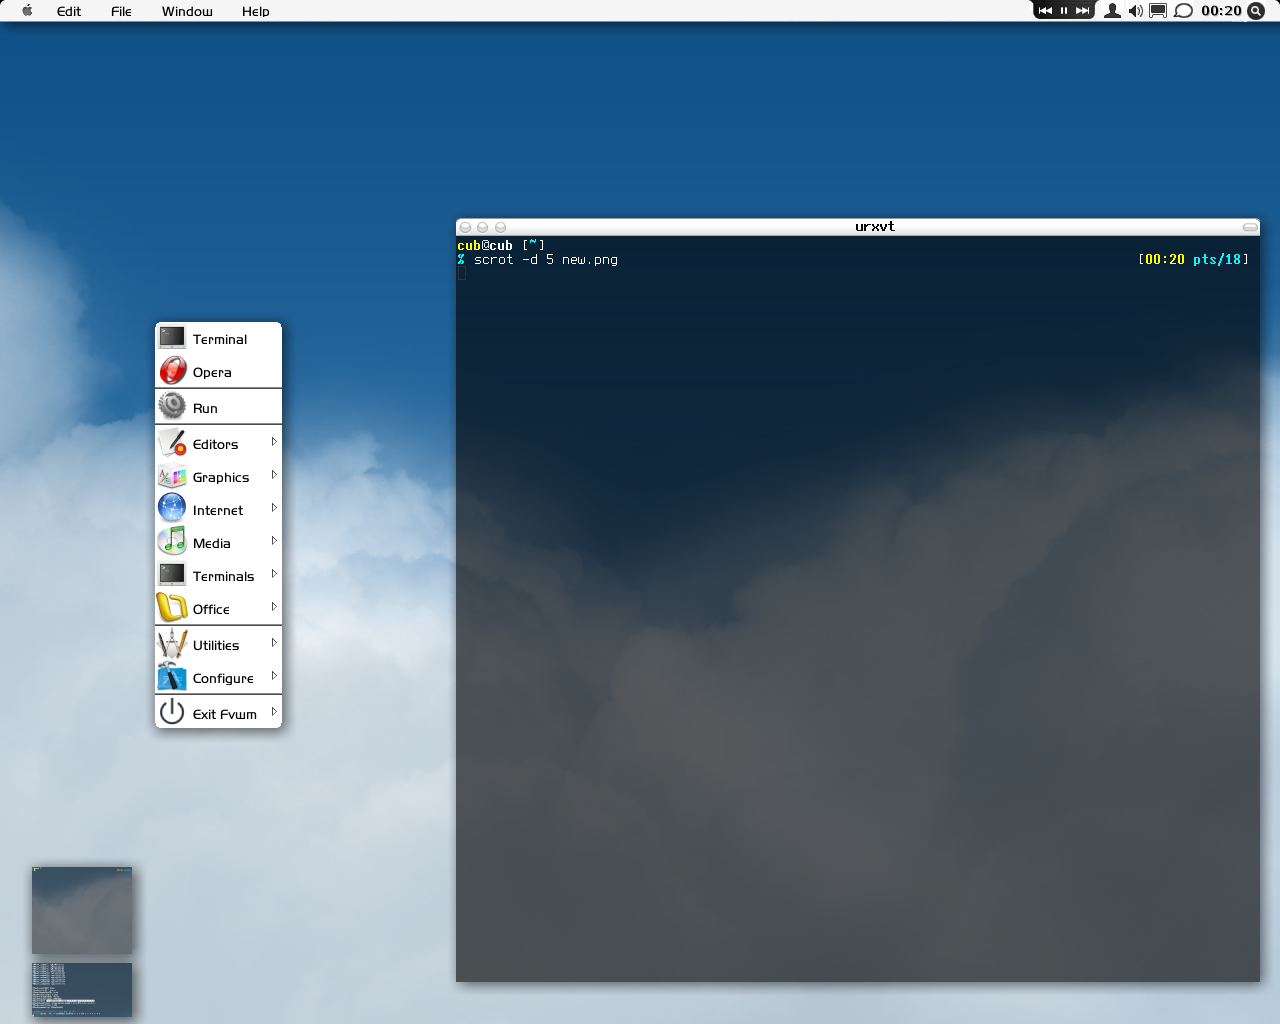 Edit File Window Help 00:20
urxvt
cub@cub [~]
% scrot -d 5 new.png [00:20 pts/18]
Terminal
Opera
Run
Editors
Graphics
Internet
Media
Terminals
Office
Utilities
Configure
Exit Fvwm